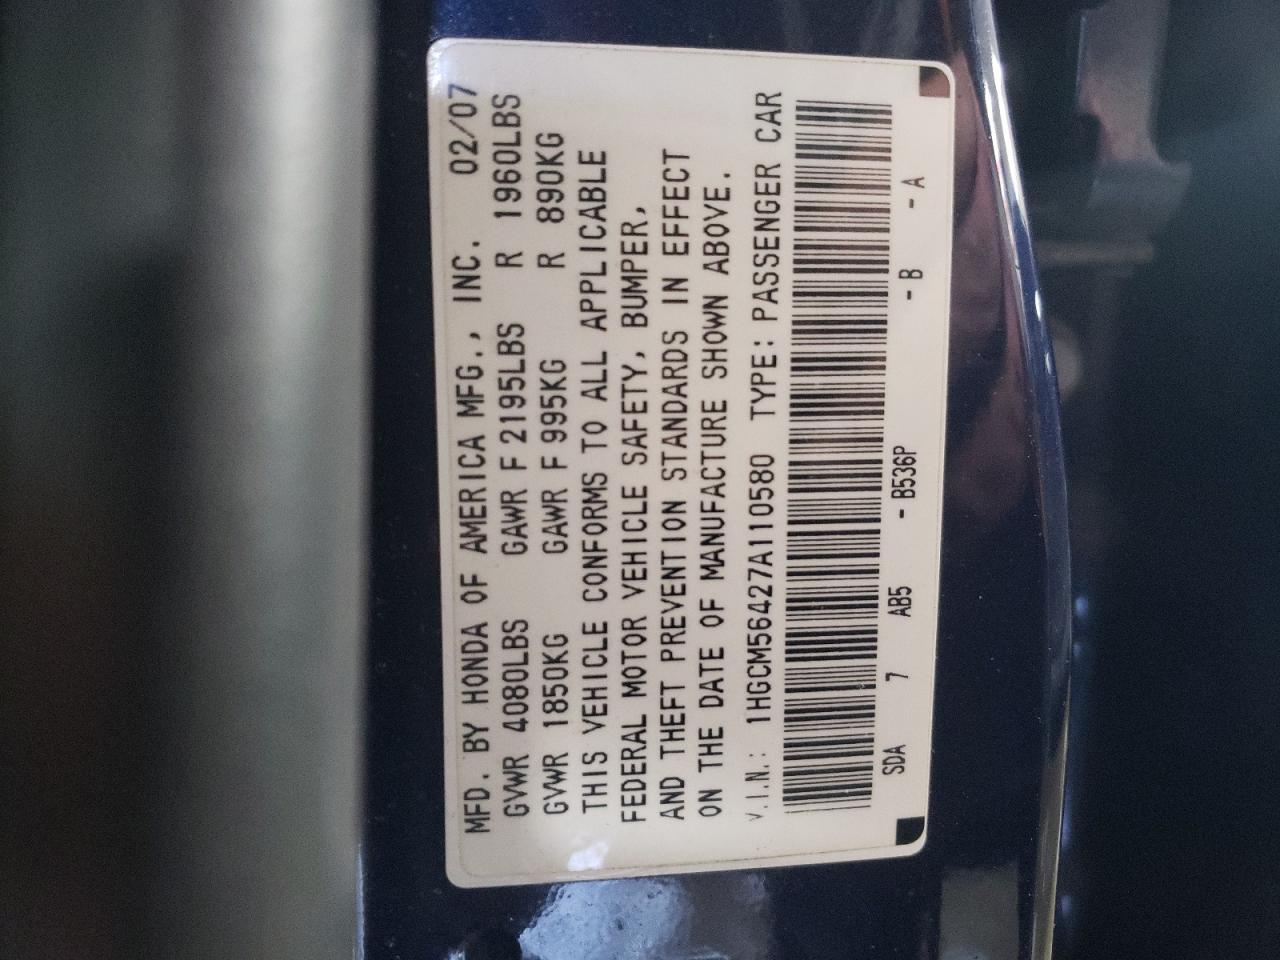 MFD. BY HONDA OF AMERICA MFG., INC. 02/07
GVWR 4080LBS GAWR F 2195LBS R 1960LBS
GVWR 1850KG GAWR F 995KG R 890KG
THIS VEHICLE CONFORMS TO ALL APPLICABLE
FEDERAL MOTOR VEHICLE SAFETY, BUMPER,
AND THEFT PREVENTION STANDARDS IN EFFECT
ON THE DATE OF MANUFACTURE SHOWN ABOVE.
V.I.N.: 1HGCM56427A110580 TYPE: PASSENGER CAR
SDA 7 AB5 - B536P - B - A